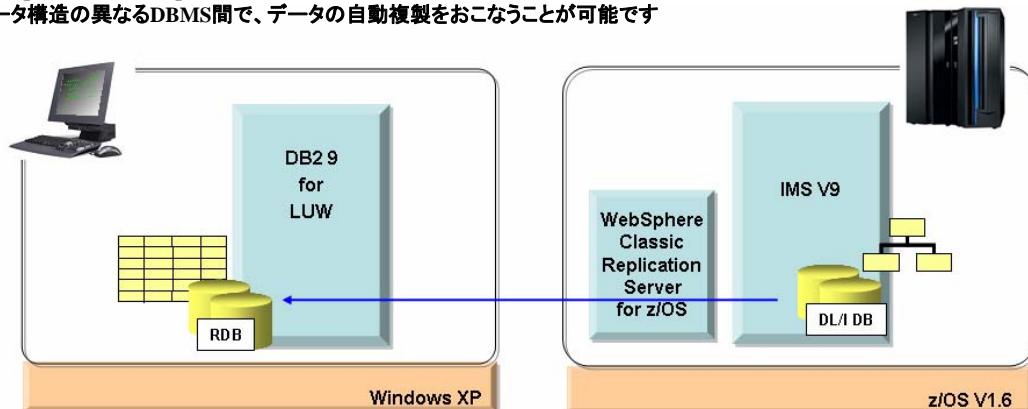 ータ構造の異なるDBMS間で、データの自動複製をおこなうことが可能です
DB2 9
for
LUW
RDB
Windows XP
WebSphere
Classic
Replication
Server
for z/OS
IMS V9
DL/I DB
z/OS V1.6